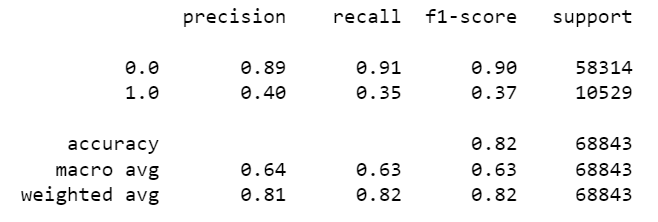 precision recall f1-score support
0.0 0.89 0.91 0.90 58314
1.0 0.40 0.35 0.37 10529
accuracy 0.82 68843
macro avg 0.64 0.63 0.63 68843
weighted avg 0.81 0.82 0.82 68843